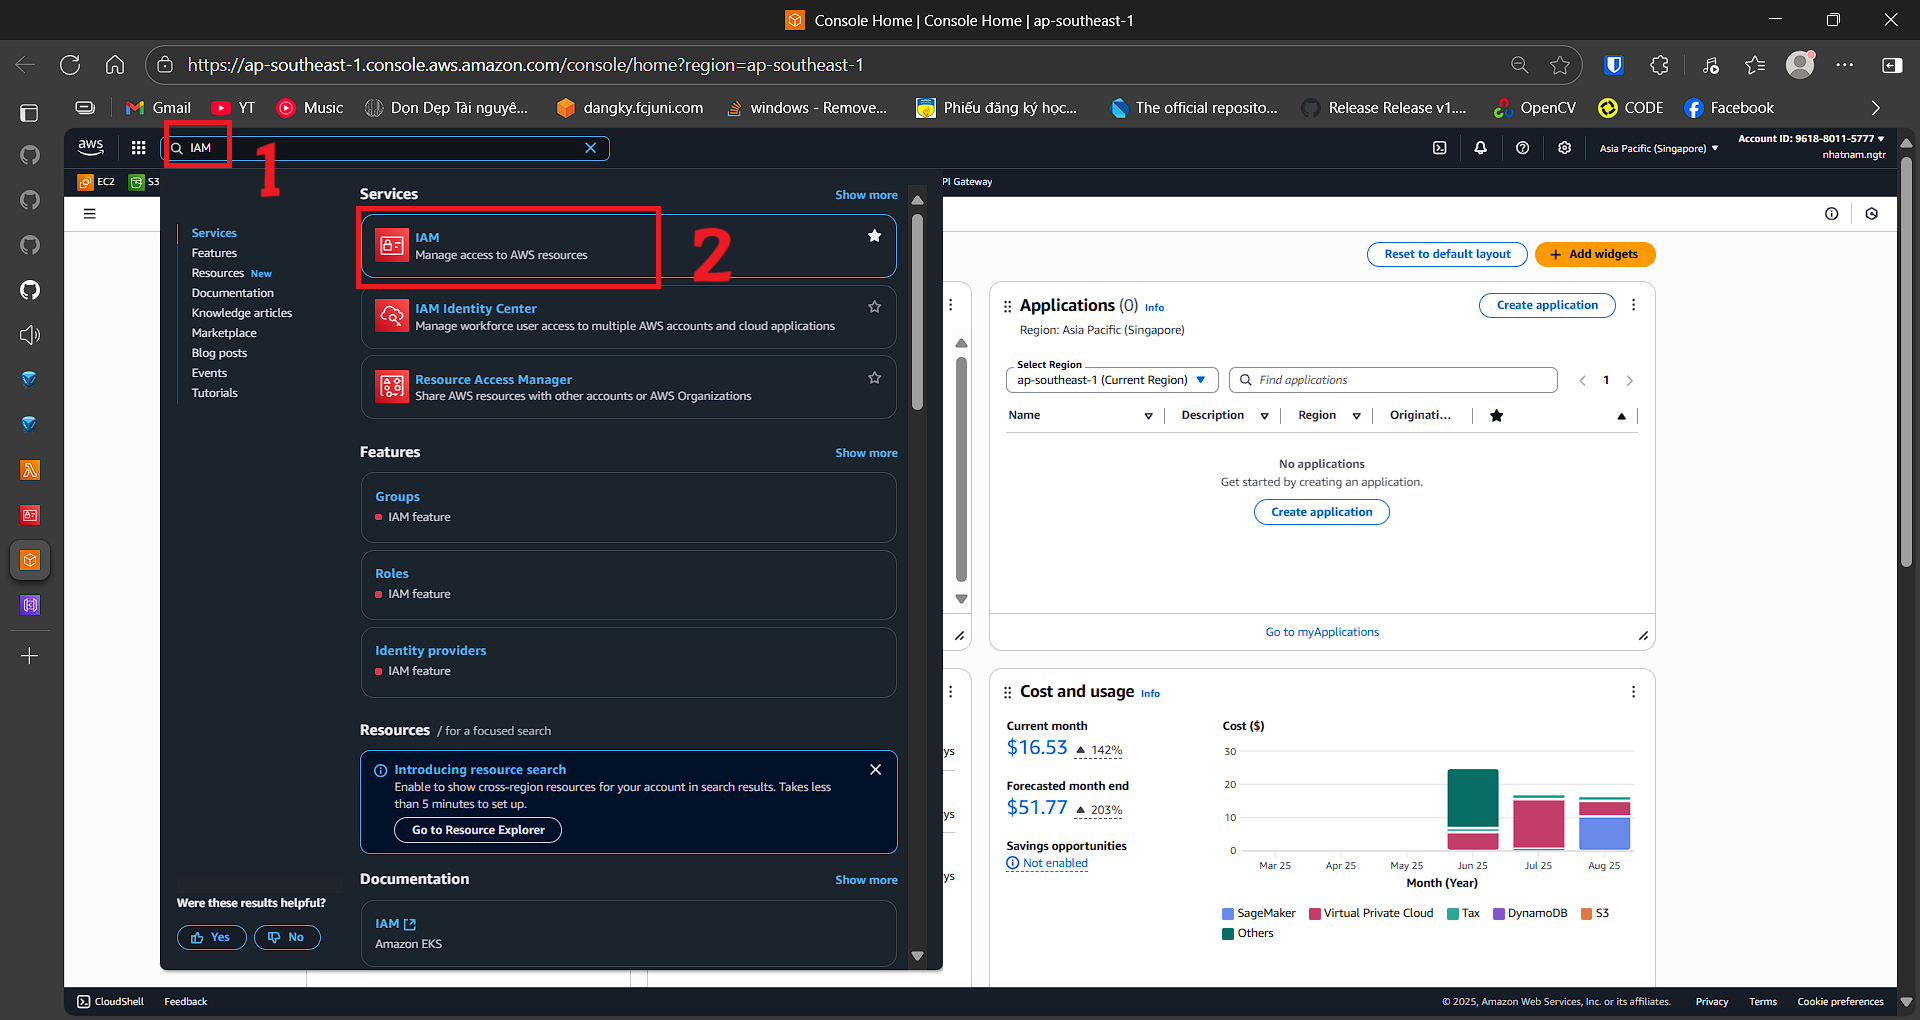 Console Home | Console Home | ap-southeast-1
https://ap-southeast-1.console.aws.amazon.com/console/home?region=ap-southeast-1
Gmail
YT
Music
Dọn Dẹp Tài nguyê...
dangky.fcjuni.com
windows - Remove...
Phiếu đăng ký học...
The official reposito...
Release Release v1....
OpenCV
CODE
Facebook
aws
IAM
1
Asia Pacific (Singapore)
Account ID: 9618-8011-5777
nhatnam.ngtr
EC2
S3
PI Gateway
Services
Features
Resources New
Documentation
Knowledge articles
Marketplace
Blog posts
Events
Tutorials
Were these results helpful?
Yes
No
Services
Show more
IAM
Manage access to AWS resources
2
IAM Identity Center
Manage workforce user access to multiple AWS accounts and cloud applications
Resource Access Manager
Share AWS resources with other accounts or AWS Organizations
Features
Show more
Groups
IAM feature
Roles
IAM feature
Identity providers
IAM feature
Resources / for a focused search
Introducing resource search
Enable to show cross-region resources for your account in search results. Takes less
than 5 minutes to set up.
Go to Resource Explorer
Documentation
Show more
IAM
Amazon EKS
ys
ys
ys
Reset to default layout
+ Add widgets
Applications (0) Info
Region: Asia Pacific (Singapore)
Create application
Select Region
ap-southeast-1 (Current Region)
Find applications
1
Name
Description
Region
Originati...
No applications
Get started by creating an application.
Create application
Go to myApplications
Cost and usage Info
Current month
$16.53 142%
Forecasted month end
$51.77 203%
Savings opportunities
Not enabled
Cost ($)
30
20
10
0
Mar 25
Apr 25
May 25
Jun 25
Jul 25
Aug 25
Month (Year)
SageMaker
Virtual Private Cloud
Tax
DynamoDB
S3
Others
CloudShell
Feedback
© 2025, Amazon Web Services, Inc. or its affiliates.
Privacy
Terms
Cookie preferences